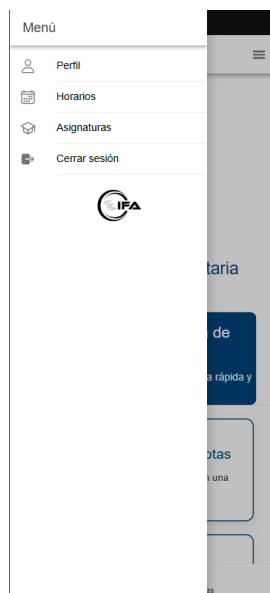 Menú
Perfil
Horarios
Asignaturas
Cerrar sesión
IFA
taria
de
a rápida y
otas
una